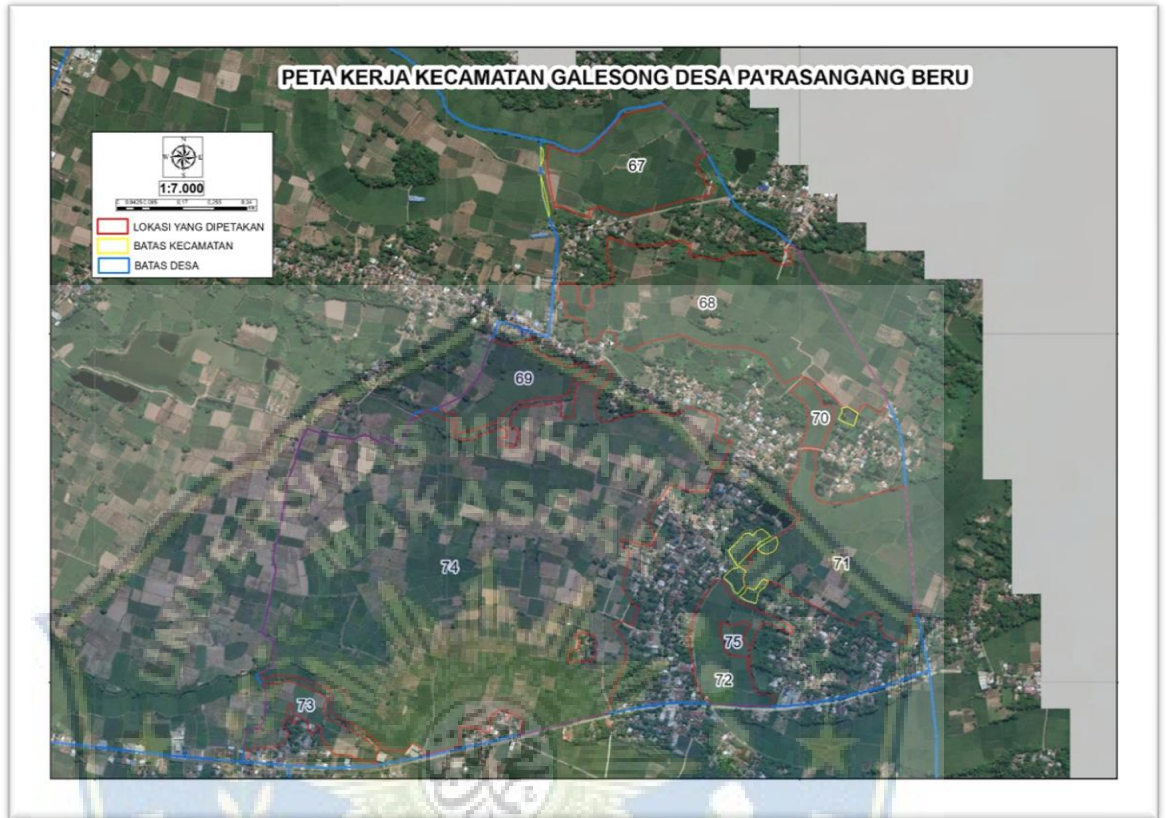 PETA KERJA KECAMATAN GALESONG DESA PA'RASANGANG BERU
N
W E
S
1:7.000
LOKASI YANG DIPETAKAN
BATAS KECAMATAN
BATAS DESA
67
68
69
70
71
74
75
72
73